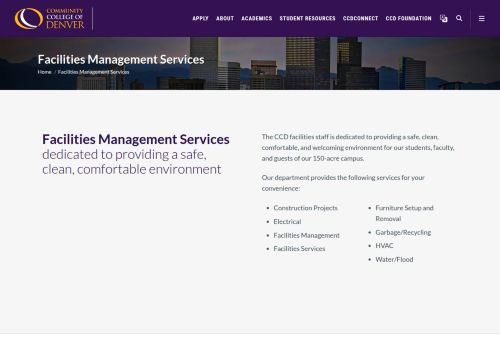 COMMUNITY
COLLEGE OF
DENVER
APPLY ABOUT ACADEMICS STUDENT RESOURCES CCDCONNECT CCD FOUNDATION
Facilities Management Services
Home / Facilities Management Services
Facilities Management Services
dedicated to providing a safe,
clean, comfortable environment
The CCD facilities staff is dedicated to providing a safe, clean,
comfortable, and welcoming environment for our students, faculty,
and guests of our 150-acre campus.
Our department provides the following services for your
convenience:
• Construction Projects
• Electrical
• Facilities Management
• Facilities Services
• Furniture Setup and
Removal
• Garbage/Recycling
• HVAC
• Water/Flood